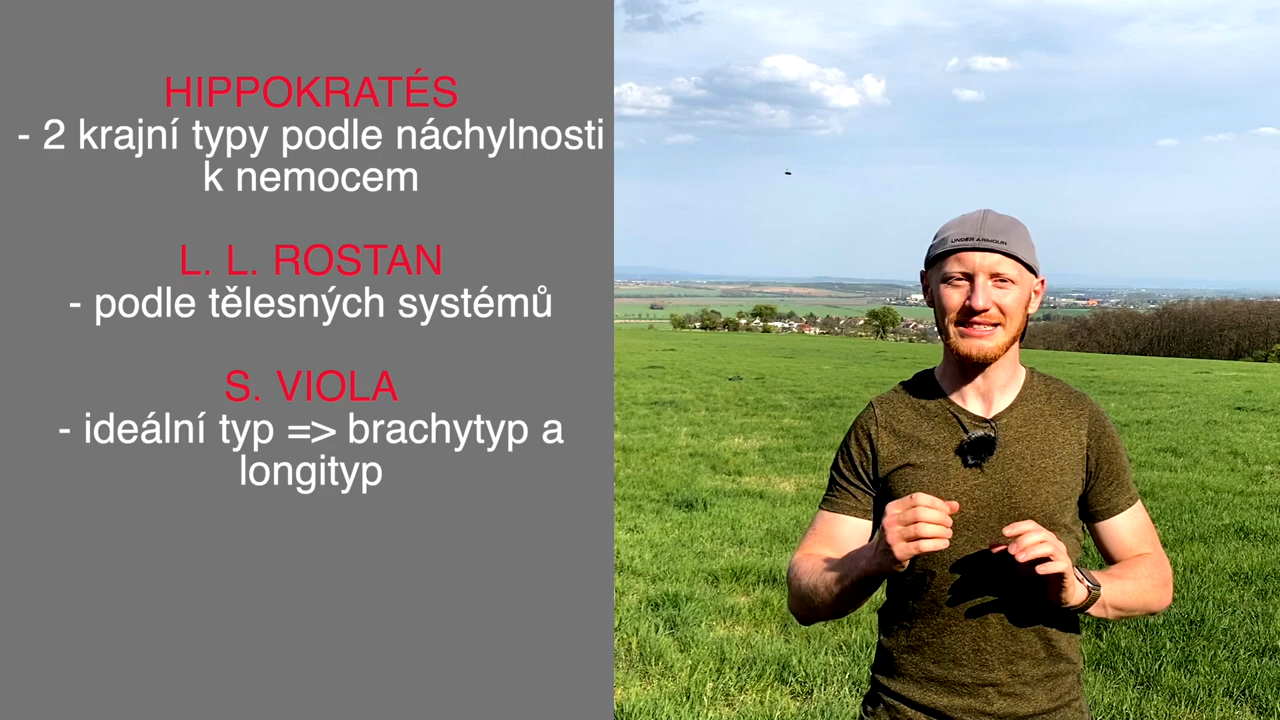 HIPPOKRATÉS
- 2 krajní typy podle náchylnosti
k nemocem
L. L. ROSTAN
- podle tělesných systémů
S. VIOLA
- ideální typ => brachytyp a
longityp
UNDER ARMOUR